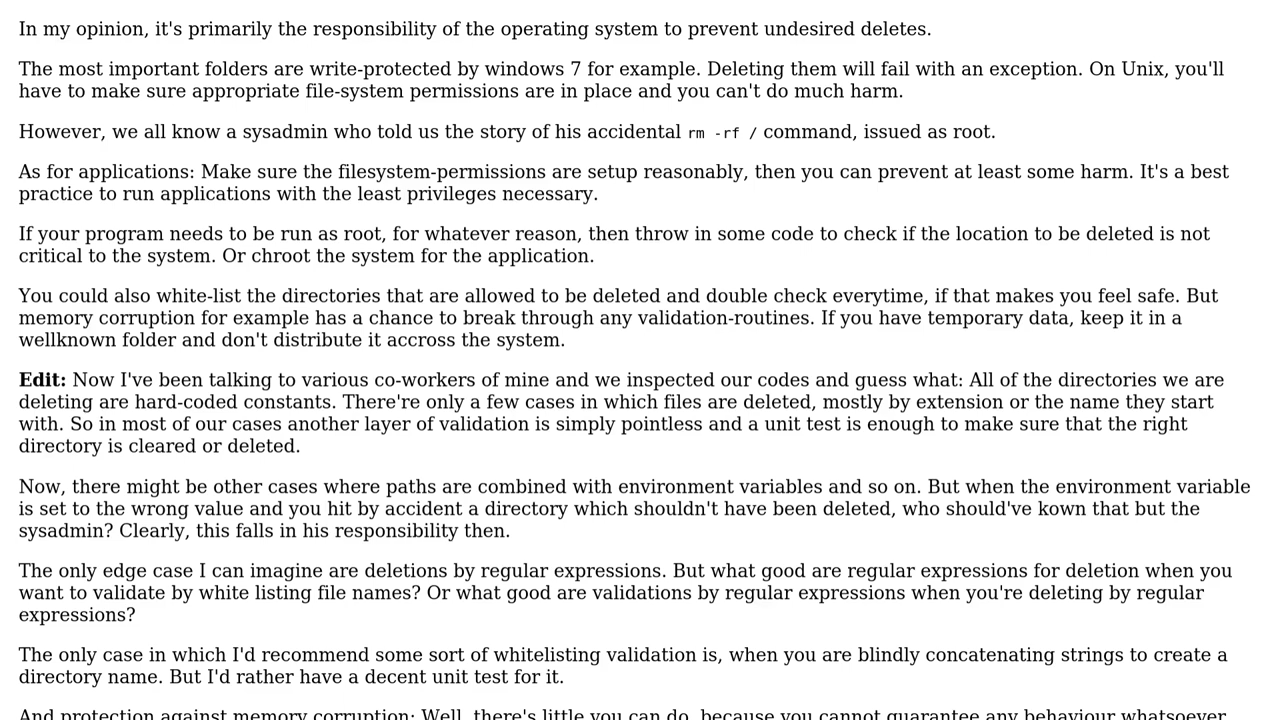 In my opinion, it's primarily the responsibility of the operating system to prevent undesired deletes.
The most important folders are write-protected by windows 7 for example. Deleting them will fail with an exception. On Unix, you'll
have to make sure appropriate file-system permissions are in place and you can't do much harm.
However, we all know a sysadmin who told us the story of his accidental rm -rf / command, issued as root.
As for applications: Make sure the filesystem-permissions are setup reasonably, then you can prevent at least some harm. It's a best
practice to run applications with the least privileges necessary.
If your program needs to be run as root, for whatever reason, then throw in some code to check if the location to be deleted is not
critical to the system. Or chroot the system for the application.
You could also white-list the directories that are allowed to be deleted and double check everytime, if that makes you feel safe. But
memory corruption for example has a chance to break through any validation-routines. If you have temporary data, keep it in a
wellknown folder and don't distribute it accross the system.
Edit: Now I've been talking to various co-workers of mine and we inspected our codes and guess what: All of the directories we are
deleting are hard-coded constants. There're only a few cases in which files are deleted, mostly by extension or the name they start
with. So in most of our cases another layer of validation is simply pointless and a unit test is enough to make sure that the right
directory is cleared or deleted.
Now, there might be other cases where paths are combined with environment variables and so on. But when the environment variable
is set to the wrong value and you hit by accident a directory which shouldn't have been deleted, who should've kown that but the
sysadmin? Clearly, this falls in his responsibility then.
The only edge case I can imagine are deletions by regular expressions. But what good are regular expressions for deletion when you
want to validate by white listing file names? Or what good are validations by regular expressions when you're deleting by regular
expressions?
The only case in which I'd recommend some sort of whitelisting validation is, when you are blindly concatenating strings to create a
directory name. But I'd rather have a decent unit test for it.
And protection against memory corruption: Well, there's little you can do, because you cannot guarantee any behaviour whatsoever